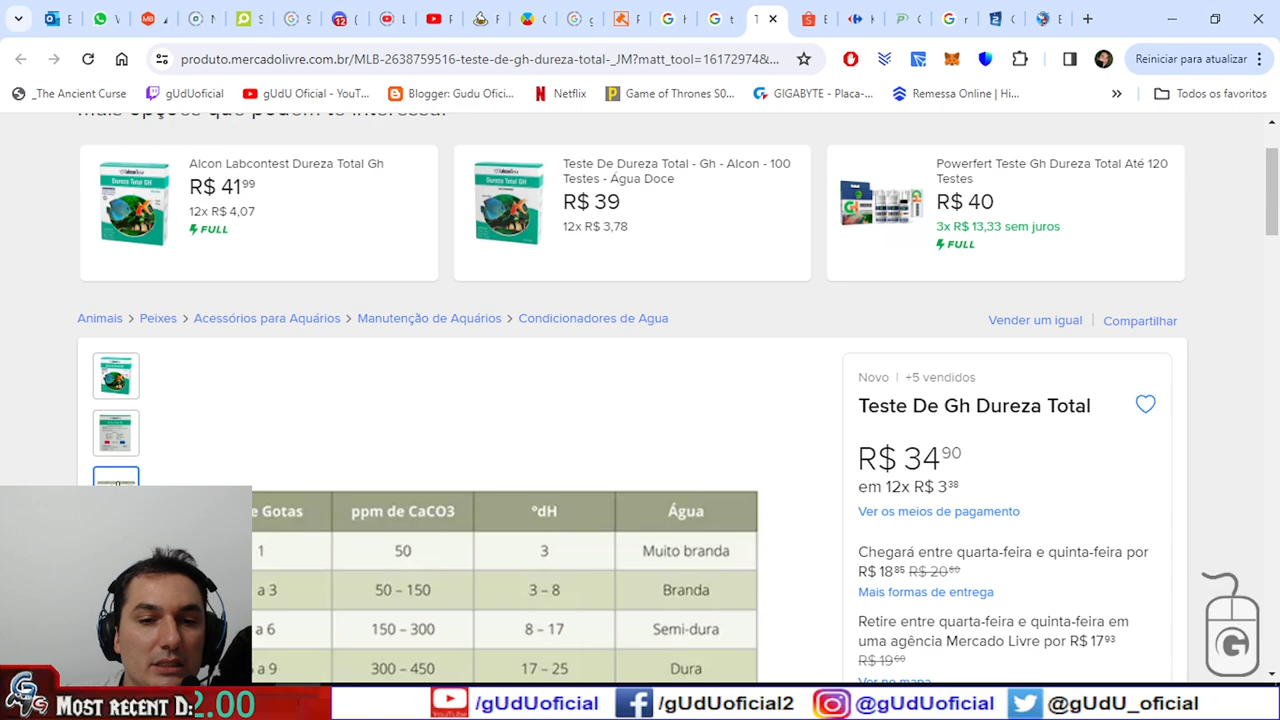 produto.mercadolivre.com.br/MLB-2638759516-teste-de-gh-dureza-total-_JM?matt_tool=16172974&...
Reiniciar para atualizar
_The Ancient Curse
gUdUoficial
gUdU Oficial - YouT...
Blogger: Gudu Ofici...
Netflix
Game of Thrones S0...
GIGABYTE - Placa-...
Remessa Online | Hi...
»
Todos os favoritos
Mais opções que podem te interessar
Alcon Labcontest Dureza Total Gh
R$ 41 99
12x R$ 4,07
FULL
Teste De Dureza Total - Gh - Alcon - 100
Testes - Água Doce
R$ 39
12x R$ 3,78
Powerfert Teste Gh Dureza Total Até 120
Testes
R$ 40
3x R$ 13,33 sem juros
FULL
Animais > Peixes > Acessórios para Aquários > Manutenção de Aquários > Condicionadores de Agua
Vender um igual | Compartilhar
e Gotas ppm de CaCO3 °dH Água
1 50 3 Muito branda
a 3 50 – 150 3 – 8 Branda
a 6 150 – 300 8 – 17 Semi-dura
a 9 300 – 450 17 – 25 Dura
Novo | +5 vendidos
Teste De Gh Dureza Total
R$ 34 90
em 12x R$ 3 38
Ver os meios de pagamento
Chegará entre quarta-feira e quinta-feira por
R$ 18 85 R$ 20 60
Mais formas de entrega
Retire entre quarta-feira e quinta-feira em
uma agência Mercado Livre por R$ 17 93
R$ 19 60
Ver no mapa
Most recent D:2.00
/gUdUoficial
/gUdUoficial2
@gUdUoficial
@gUdU_oficial